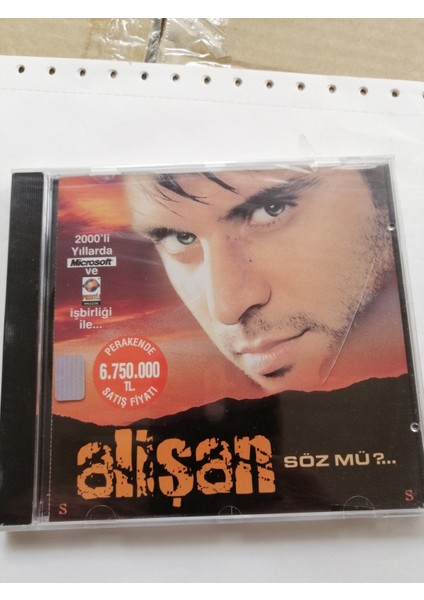 2000'li
Yıllarda
Microsoft
ve
işbirliği
ile...
PERAKENDE
6.750.000
TL.
SATIŞ FİYATI
alişan
SÖZ MÜ?...
S
S